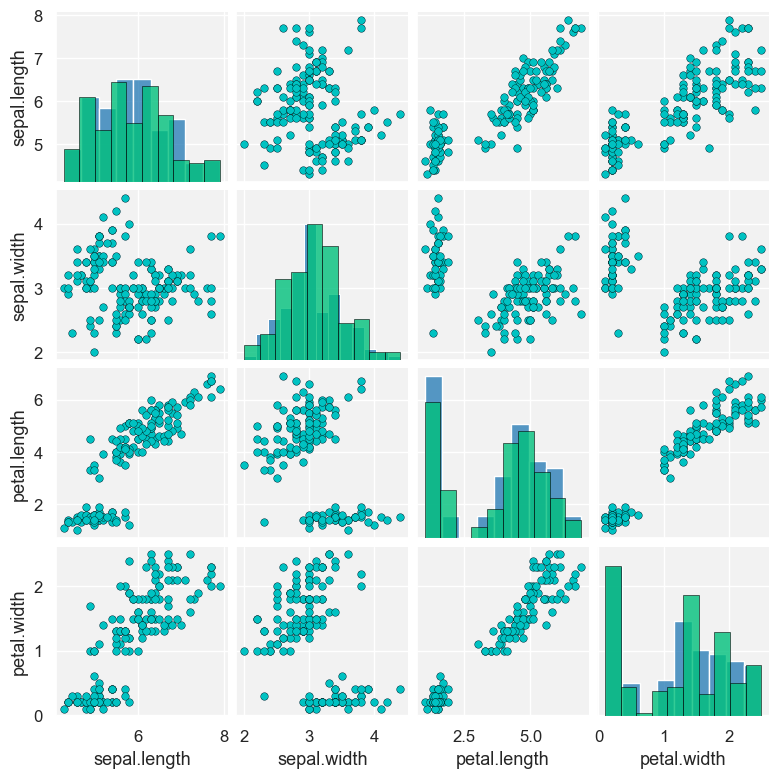 8
7
6
5
sepal.length
4
3
2
sepal.width
6
4
2
petal.length
2
1
0
petal.width
6 8
2 3 4
2.5 5.0
0 1 2
sepal.length sepal.width petal.length petal.width